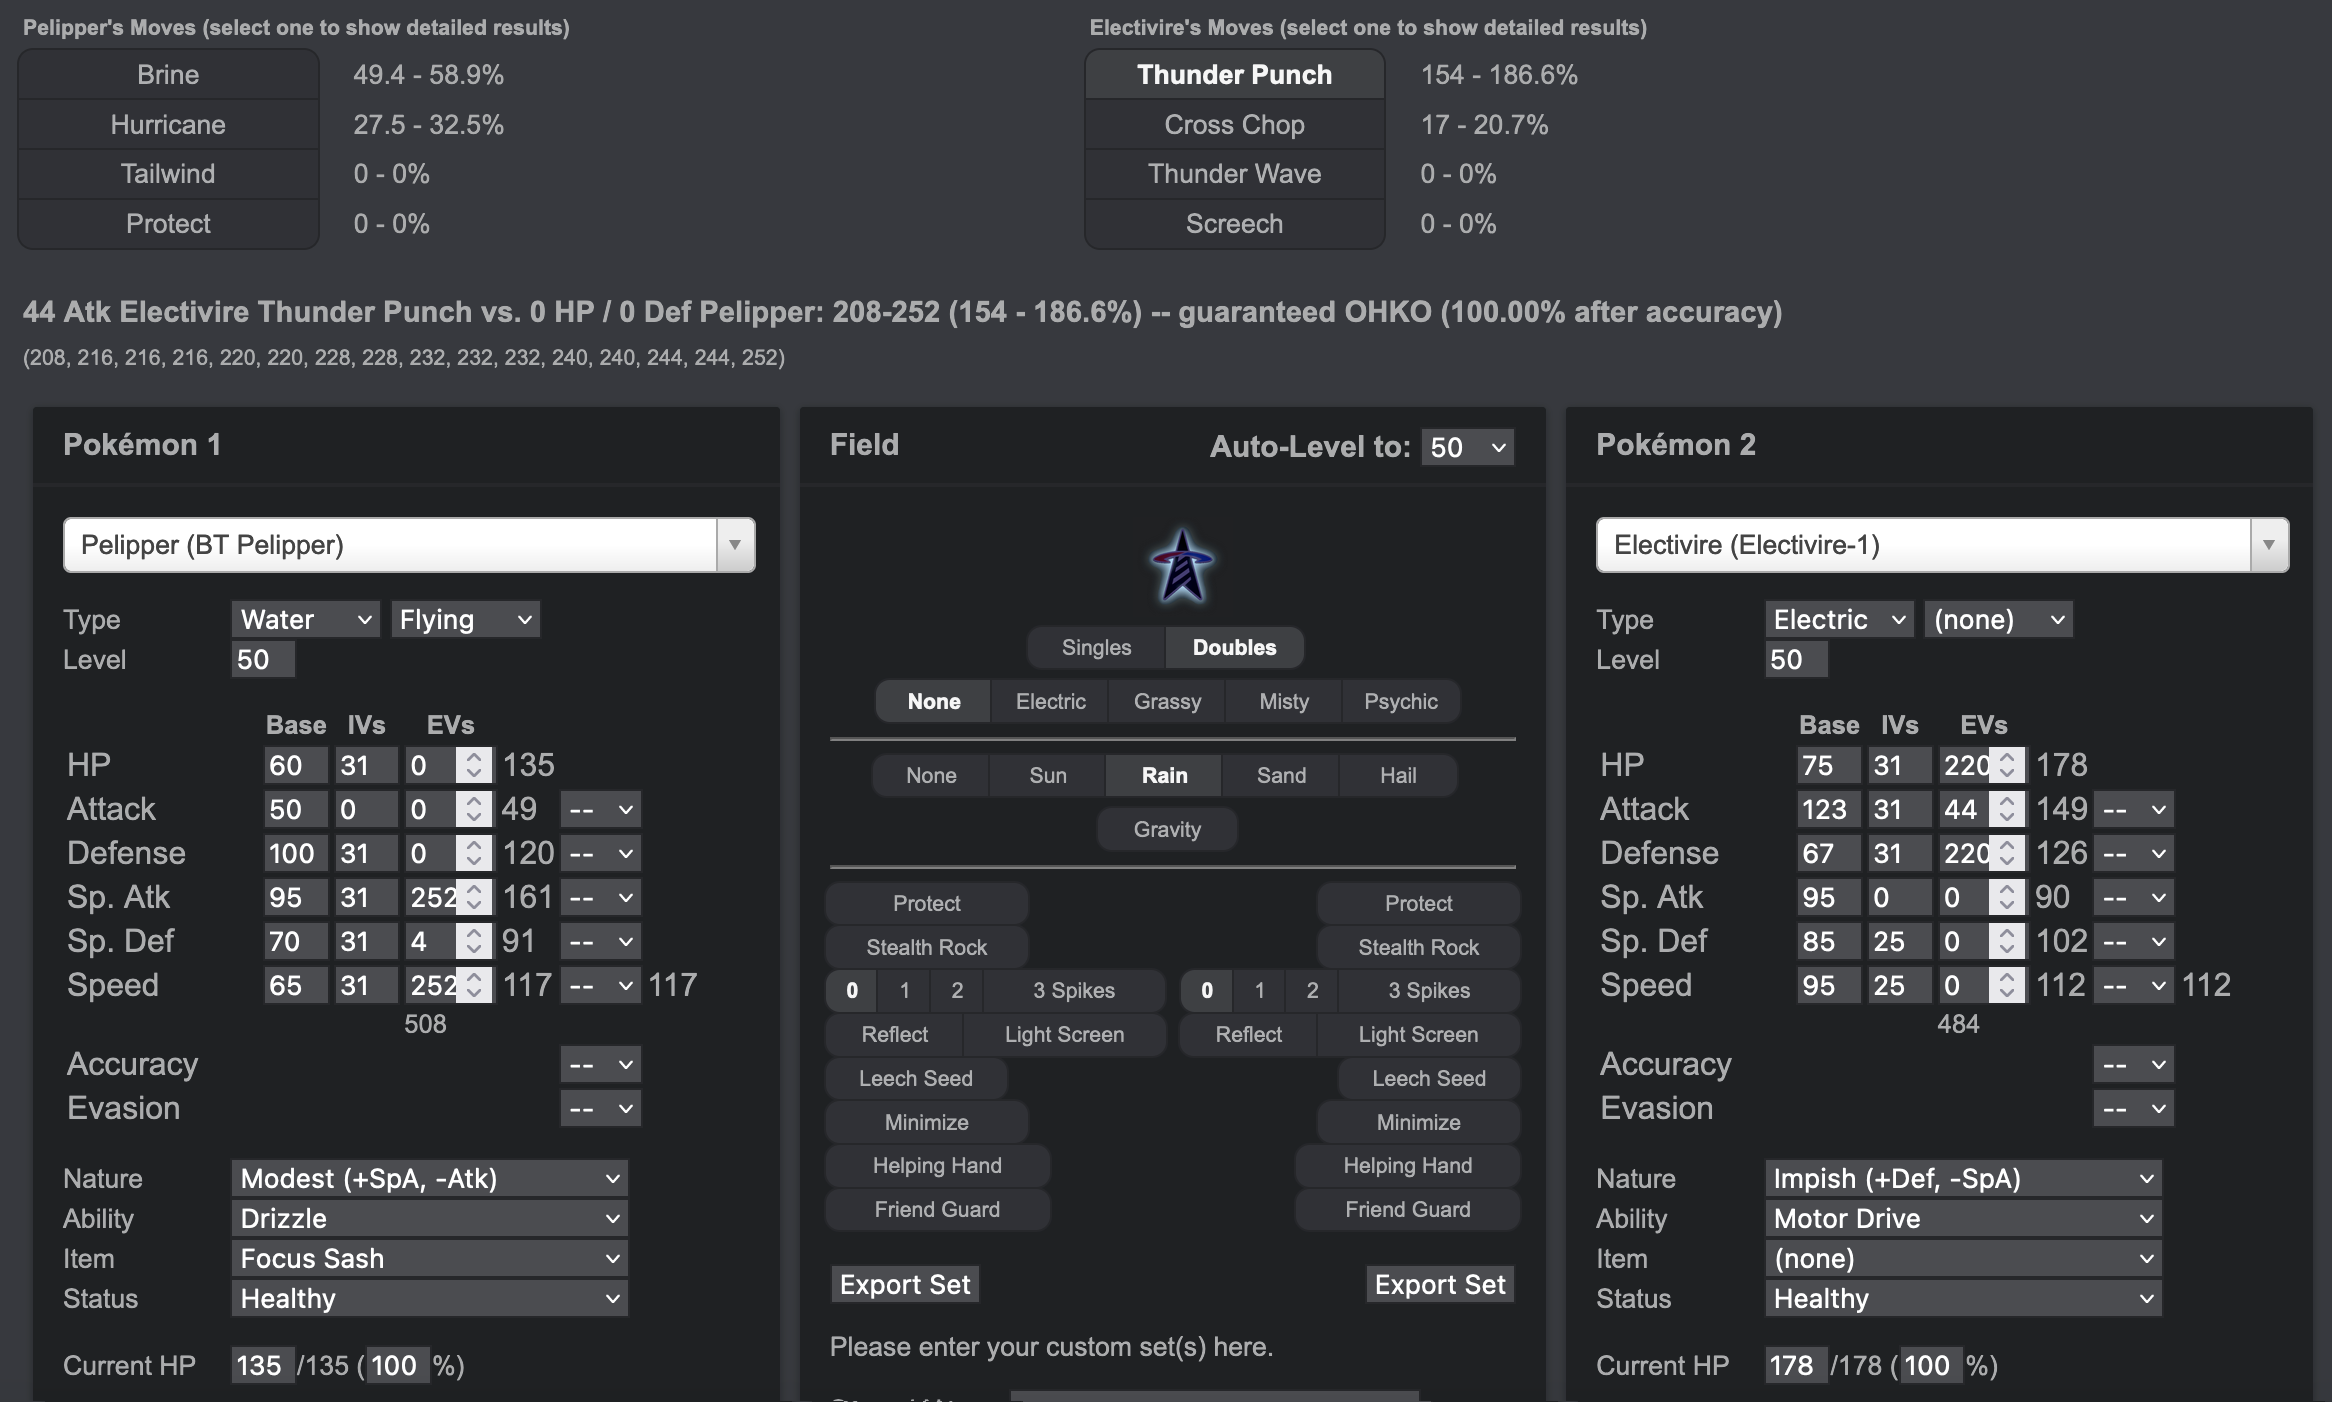 Pelipper's Moves (select one to show detailed results)
Brine 49.4 - 58.9%
Hurricane 27.5 - 32.5%
Tailwind 0 - 0%
Protect 0 - 0%
Electivire's Moves (select one to show detailed results)
Thunder Punch 154 - 186.6%
Cross Chop 17 - 20.7%
Thunder Wave 0 - 0%
Screech 0 - 0%
44 Atk Electivire Thunder Punch vs. 0 HP / 0 Def Pelipper: 208-252 (154 - 186.6%) -- guaranteed OHKO (100.00% after accuracy)
(208, 216, 216, 216, 220, 220, 228, 228, 232, 232, 232, 240, 240, 244, 244, 252)
Pokémon 1
Pelipper (BT Pelipper)
Type Water Flying
Level 50
Base IVs EVs
HP 60 31 0 135
Attack 50 0 0 49 --
Defense 100 31 0 120 --
Sp. Atk 95 31 252 161 --
Sp. Def 70 31 4 91 --
Speed 65 31 252 117 -- 117
508
Accuracy --
Evasion --
Nature Modest (+SpA, -Atk)
Ability Drizzle
Item Focus Sash
Status Healthy
Current HP 135 /135 ( 100 %)
Field Auto-Level to: 50
Singles Doubles
None Electric Grassy Misty Psychic
None Sun Rain Sand Hail
Gravity
Protect Protect
Stealth Rock Stealth Rock
0 1 2 3 Spikes 0 1 2 3 Spikes
Reflect Light Screen Reflect Light Screen
Leech Seed Leech Seed
Minimize Minimize
Helping Hand Helping Hand
Friend Guard Friend Guard
Export Set Export Set
Please enter your custom set(s) here.
Pokémon 2
Electivire (Electivire-1)
Type Electric (none)
Level 50
Base IVs EVs
HP 75 31 220 178
Attack 123 31 44 149 --
Defense 67 31 220 126 --
Sp. Atk 95 0 0 90 --
Sp. Def 85 25 0 102 --
Speed 95 25 0 112 -- 112
484
Accuracy --
Evasion --
Nature Impish (+Def, -SpA)
Ability Motor Drive
Item (none)
Status Healthy
Current HP 178 /178 ( 100 %)